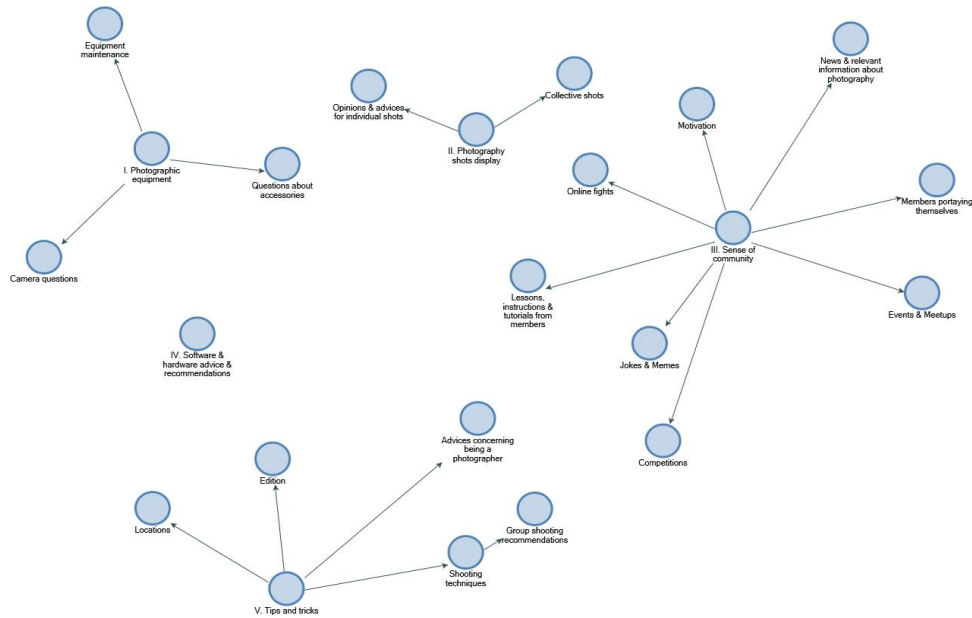 Equipment
maintenance
I. Photographic
equipment
Questions about
accessories
Camera questions
Opinions & advices
for individual shots
Collective shots
II. Photography
shots display
News & relevant
information about
photography
Motivation
Online fights
Members portaying
themselves
III. Sense of
community
Lessons,
instructions &
tutorials from
members
Events & Meetups
Jokes & Memes
Competitions
IV. Software &
hardware advice &
recommendations
Advices concerning
being a
photographer
Edition
Locations
Group shooting
recommendations
Shooting
techniques
V. Tips and tricks